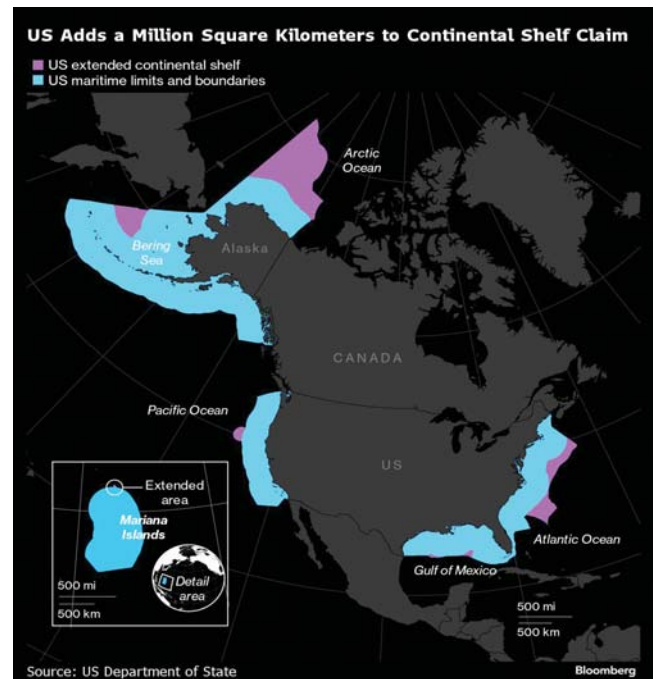 US Adds a Million Square Kilometers to Continental Shelf Claim
US extended continental shelf
US maritime limits and boundaries
Arctic
Ocean
Bering
Sea
Alaska
CANADA
Pacific Ocean
US
Extended
area
Mariana
Islands
Atlantic Ocean
Gulf of Mexico
Detail
area
500 mi
500 km
500 mi
500 km
Source: US Department of State
Bloomberg